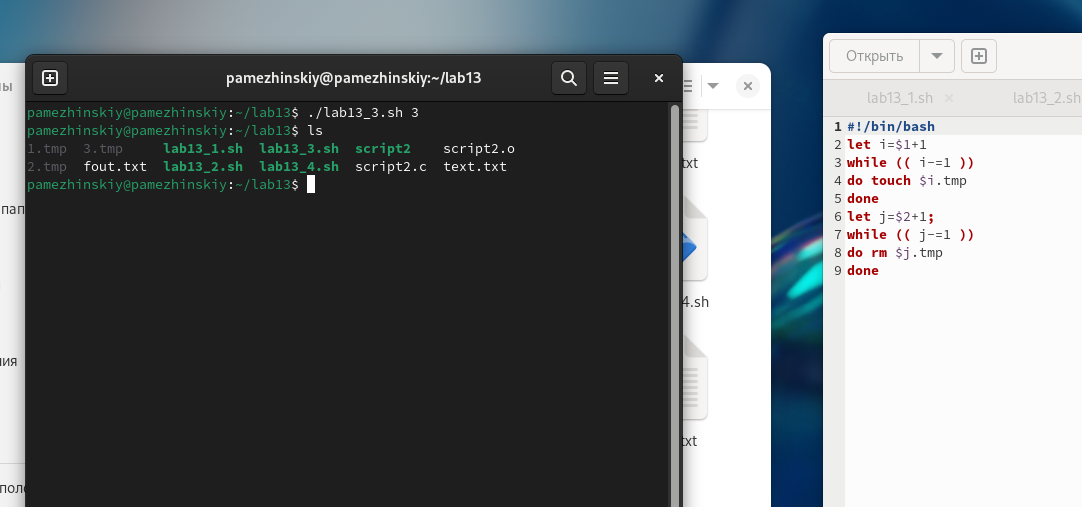 pamezhinskiy@pamezhinskiy:~/lab13
pamezhinskiy@pamezhinskiy:~/lab13$ ./lab13_3.sh 3
pamezhinskiy@pamezhinskiy:~/lab13$ ls
1.tmp 3.tmp lab13_1.sh lab13_3.sh script2 script2.o
2.tmp fout.txt lab13_2.sh lab13_4.sh script2.c text.txt
pamezhinskiy@pamezhinskiy:~/lab13$
txt
4.sh
txt
Открыть
lab13_1.sh
lab13_2.sh
1 #!/bin/bash
2 let i=$1+1
3 while (( i-=1 ))
4 do touch $i.tmp
5 done
6 let j=$2+1;
7 while (( j-=1 ))
8 do rm $j.tmp
9 done